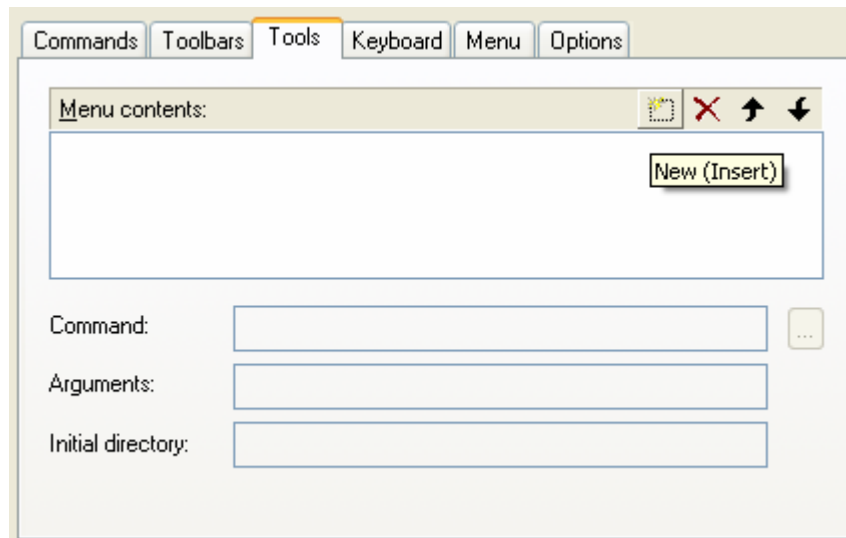 Commands Toolbars Tools Keyboard Menu Options
Menu contents:
New (Insert)
Command:
...
Arguments:
Initial directory: